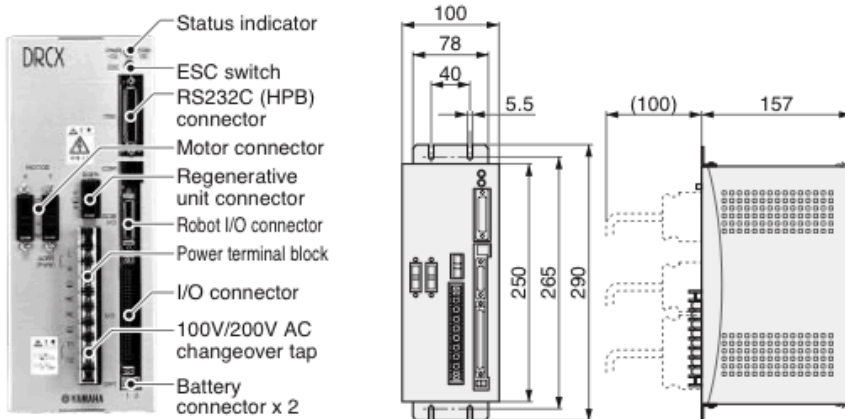 DRCX
Status indicator
ESC switch
RS232C (HPB)
connector
Motor connector
Regenerative
unit connector
Robot I/O connector
Power terminal block
I/O connector
100V/200V AC
changeover tap
Battery
connector x 2
YAMAHA
100
78
40
5.5
(100)
157
250
265
290